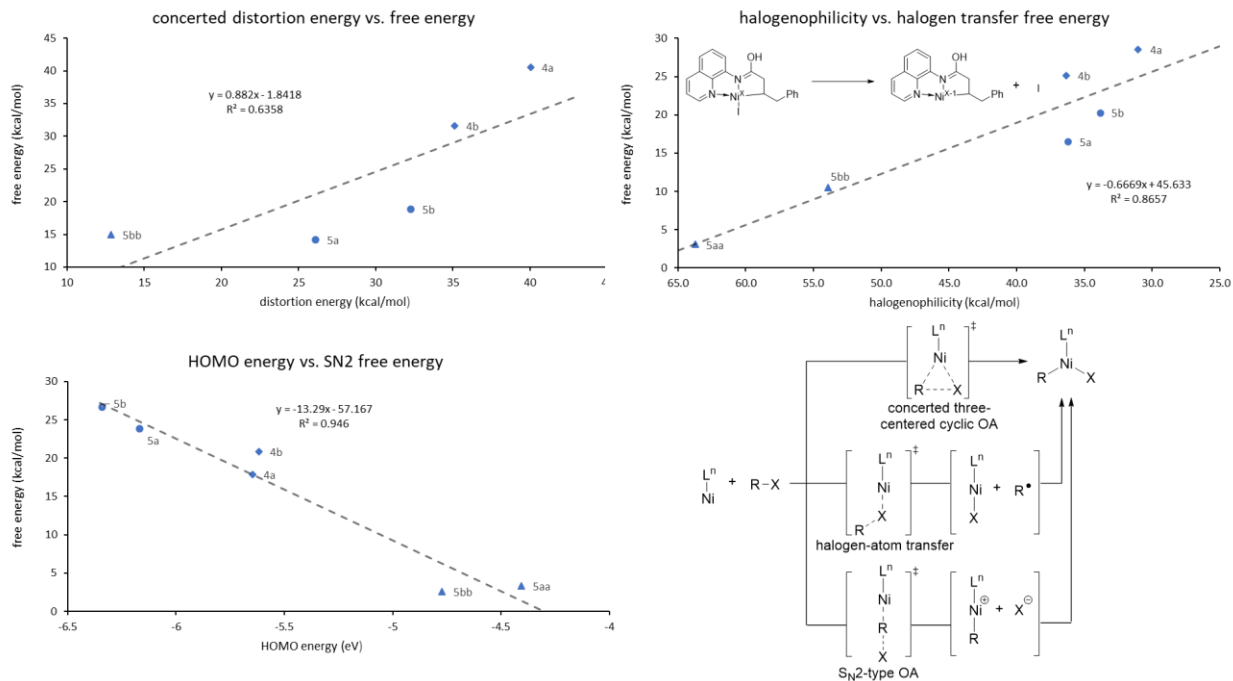 concerted distortion energy vs. free energy
free energy (kcal/mol)
45
40
35
30
25
20
15
10
y = 0.882x - 1.8418
R² = 0.6358
4a
4b
5b
5a
5bb
10
15
20
25
30
35
40
distortion energy (kcal/mol)
halogenophilicity vs. halogen transfer free energy
free energy (kcal/mol)
30
25
20
15
10
5
0
OH
N
N
Niˣ
I
Ph
OH
N
N
Niˣ⁻¹
Ph
+ I
4a
4b
5b
5a
5bb
5aa
y = -0.6669x + 45.633
R² = 0.8657
65.0
60.0
55.0
50.0
45.0
40.0
35.0
30.0
25.0
halogenophilicity (kcal/mol)
HOMO energy vs. SN2 free energy
free energy (kcal/mol)
30
25
20
15
10
5
0
5b
5a
y = -13.29x - 57.167
R² = 0.946
4b
4a
5bb
5aa
-6.5
-6
-5.5
-5
-4.5
-4
HOMO energy (eV)
Lⁿ
Ni
+ R-X
Lⁿ
Ni
R
X
‡
concerted three-
centered cyclic OA
Lⁿ
Ni
R
X
Lⁿ
Ni
X
R
‡
halogen-atom transfer
Lⁿ
Ni
X
+ R•
Lⁿ
Ni
R
X
‡
S_N2-type OA
Lⁿ
Ni ⊕
R
+ X ⊖